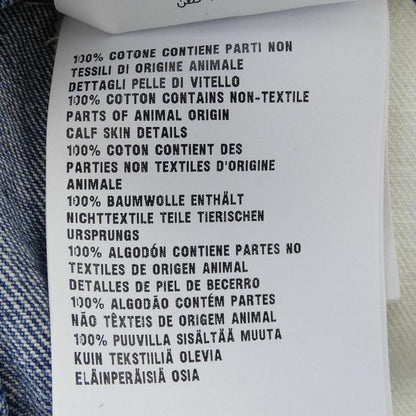 100% COTONE CONTIENE PARTI NON
TESSILI DI ORIGINE ANIMALE
DETTAGLI PELLE DI VITELLO
100% COTTON CONTAINS NON-TEXTILE
PARTS OF ANIMAL ORIGIN
CALF SKIN DETAILS
100% COTON CONTIENT DES
PARTIES NON TEXTILES D'ORIGINE
ANIMALE
100% BAUMWOLLE ENTHÄLT
NICHTTEXTILE TEILE TIERISCHEN
URSPRUNGS
100% ALGODÓN CONTIENE PARTES NO
TEXTILES DE ORIGEN ANIMAL
DETALLES DE PIEL DE BECERRO
100% ALGODÃO CONTÉM PARTES
NÃO TÊXTEIS DE ORIGEM ANIMAL
100% PUUVILLA SISÄLTÄÄ MUUTA
KUIN TEKSTIILIÄ OLEVIA
ELÄINPERÄISIÄ OSIA